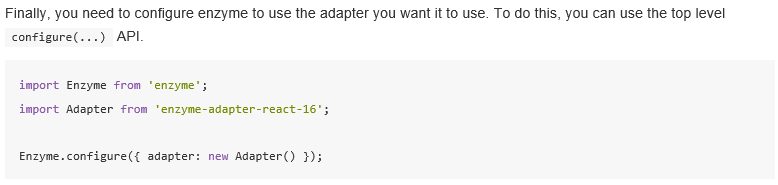 Finally, you need to configure enzyme to use the adapter you want it to use. To do this, you can use the top level
configure(...) API.
import Enzyme from 'enzyme';
import Adapter from 'enzyme-adapter-react-16';
Enzyme.configure({ adapter: new Adapter() });